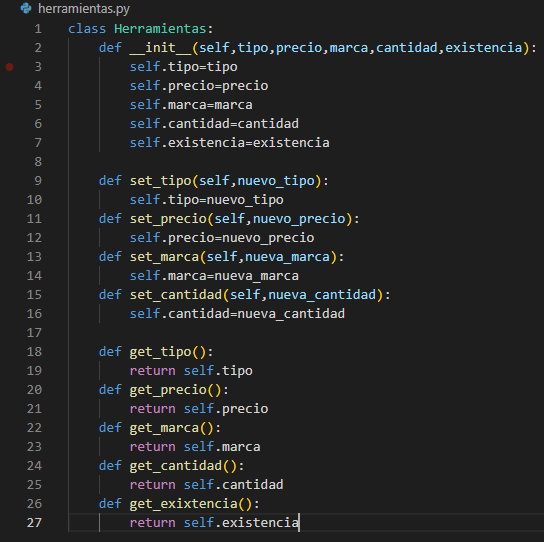 herramientas.py
1 class Herramientas:
2     def __init__(self,tipo,precio,marca,cantidad,existencia):
3         self.tipo=tipo
4         self.precio=precio
5         self.marca=marca
6         self.cantidad=cantidad
7         self.existencia=existencia
8
9     def set_tipo(self,nuevo_tipo):
10         self.tipo=nuevo_tipo
11     def set_precio(self,nuevo_precio):
12         self.precio=nuevo_precio
13     def set_marca(self,nueva_marca):
14         self.marca=nueva_marca
15     def set_cantidad(self,nueva_cantidad):
16         self.cantidad=nueva_cantidad
17
18     def get_tipo():
19         return self.tipo
20     def get_precio():
21         return self.precio
22     def get_marca():
23         return self.marca
24     def get_cantidad():
25         return self.cantidad
26     def get_exixtencia():
27         return self.existencia